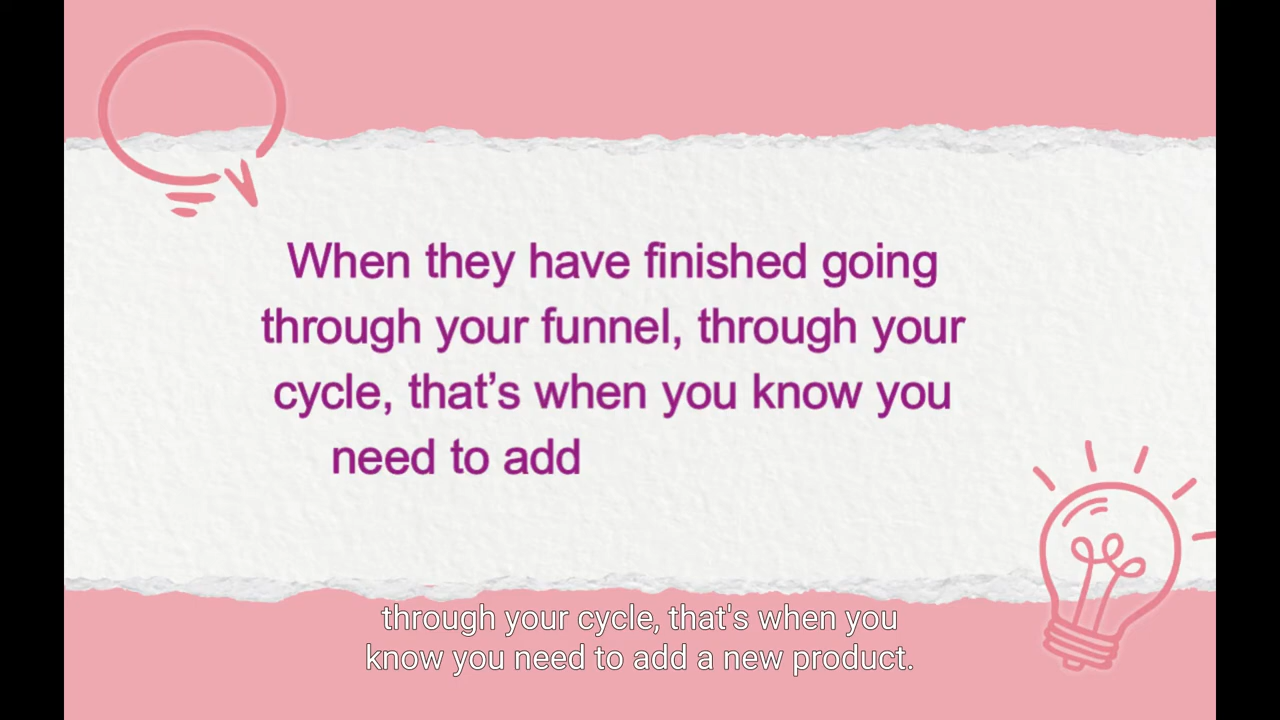 When they have finished going
through your funnel, through your
cycle, that’s when you know you
need to add
through your cycle, that's when you
know you need to add a new product.